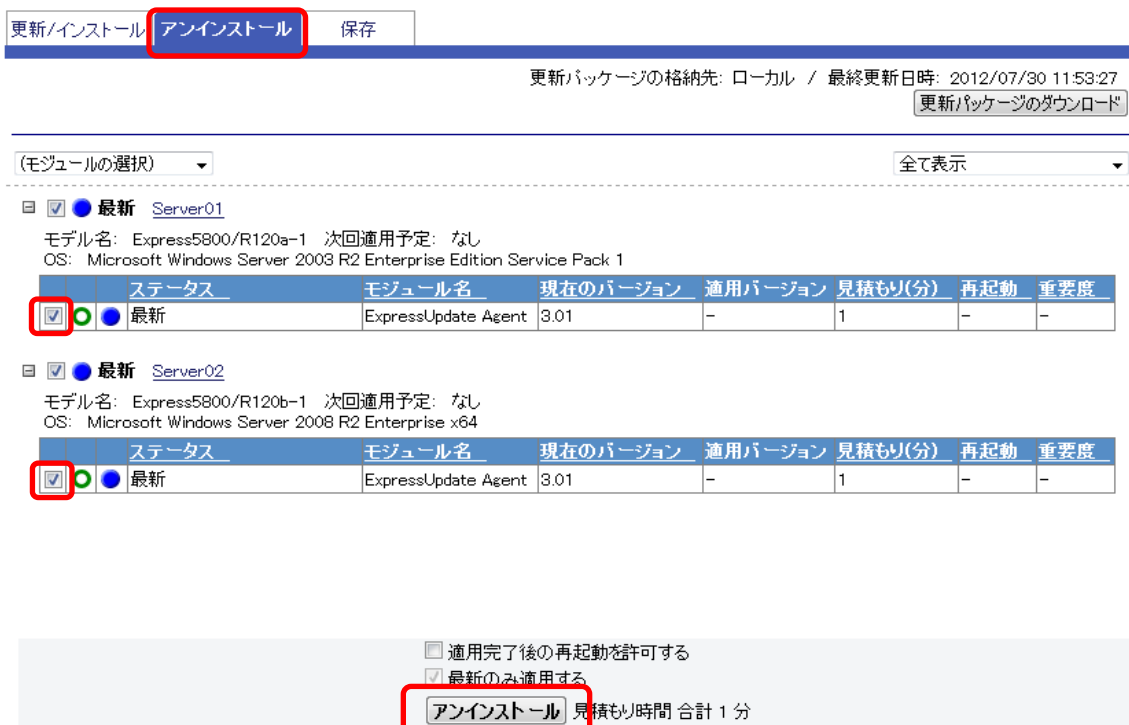 更新/インストール アンインストール 保存
更新パッケージの格納先: ローカル / 最終更新日時: 2012/07/30 11:53:27
更新パッケージのダウンロード
(モジュールの選択) 全て表示
最新 Server01
モデル名: Express5800/R120a-1 次回適用予定: なし
OS: Microsoft Windows Server 2003 R2 Enterprise Edition Service Pack 1
ステータス モジュール名 現在のバージョン 適用バージョン 見積もり(分) 再起動 重要度
最新 ExpressUpdate Agent 3.01 - 1 - -
最新 Server02
モデル名: Express5800/R120b-1 次回適用予定: なし
OS: Microsoft Windows Server 2008 R2 Enterprise x64
ステータス モジュール名 現在のバージョン 適用バージョン 見積もり(分) 再起動 重要度
最新 ExpressUpdate Agent 3.01 - 1 - -
適用完了後の再起動を許可する
最新のみ適用する
アンインストール 見積もり時間 合計 1 分